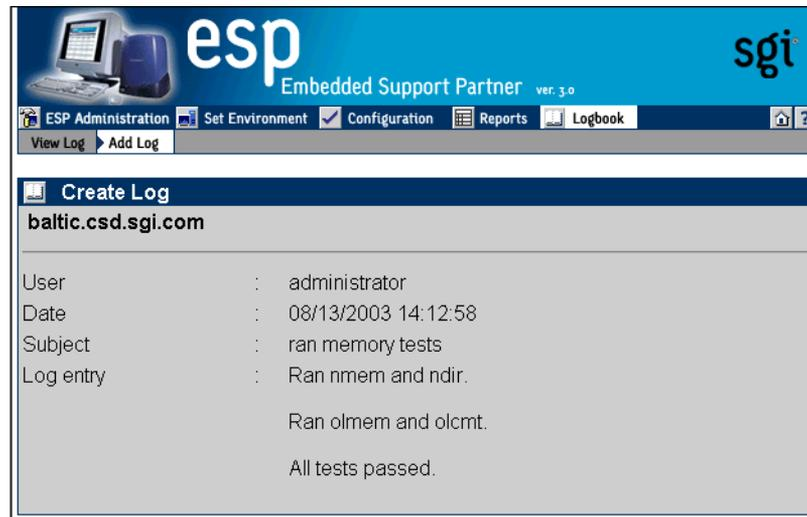 esp
Embedded Support Partner ver. 3.0
sgi
ESP Administration Set Environment Configuration Reports Logbook ?
View Log Add Log
Create Log
baltic.csd.sgi.com
User : administrator
Date : 08/13/2003 14:12:58
Subject : ran memory tests
Log entry : Ran nmem and ndir.
Ran olmem and olcmt.
All tests passed.